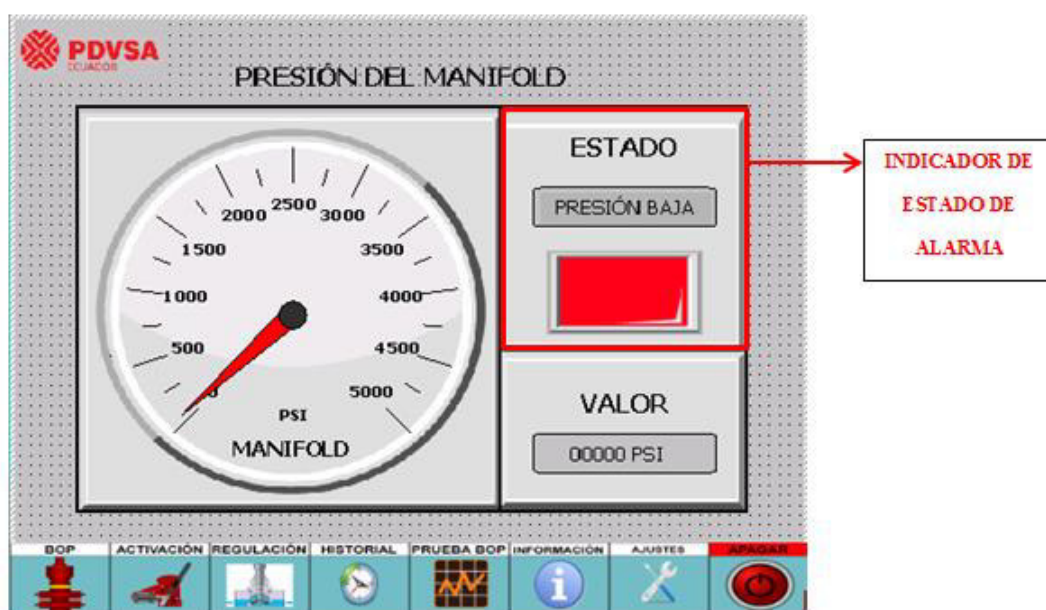 PDVSA
ECUADOR
PRESIÓN DEL MANIFOLD
0
500
1000
1500
2000
2500
3000
3500
4000
4500
5000
PSI
MANIFOLD
ESTADO
PRESIÓN BAJA
VALOR
00000 PSI
INDICADOR DE
ESTADO DE
ALARMA
BOP
ACTIVACIÓN
REGULACIÓN
HISTORIAL
PRUEBA BOP
INFORMACIÓN
AJUSTES
APAGAR